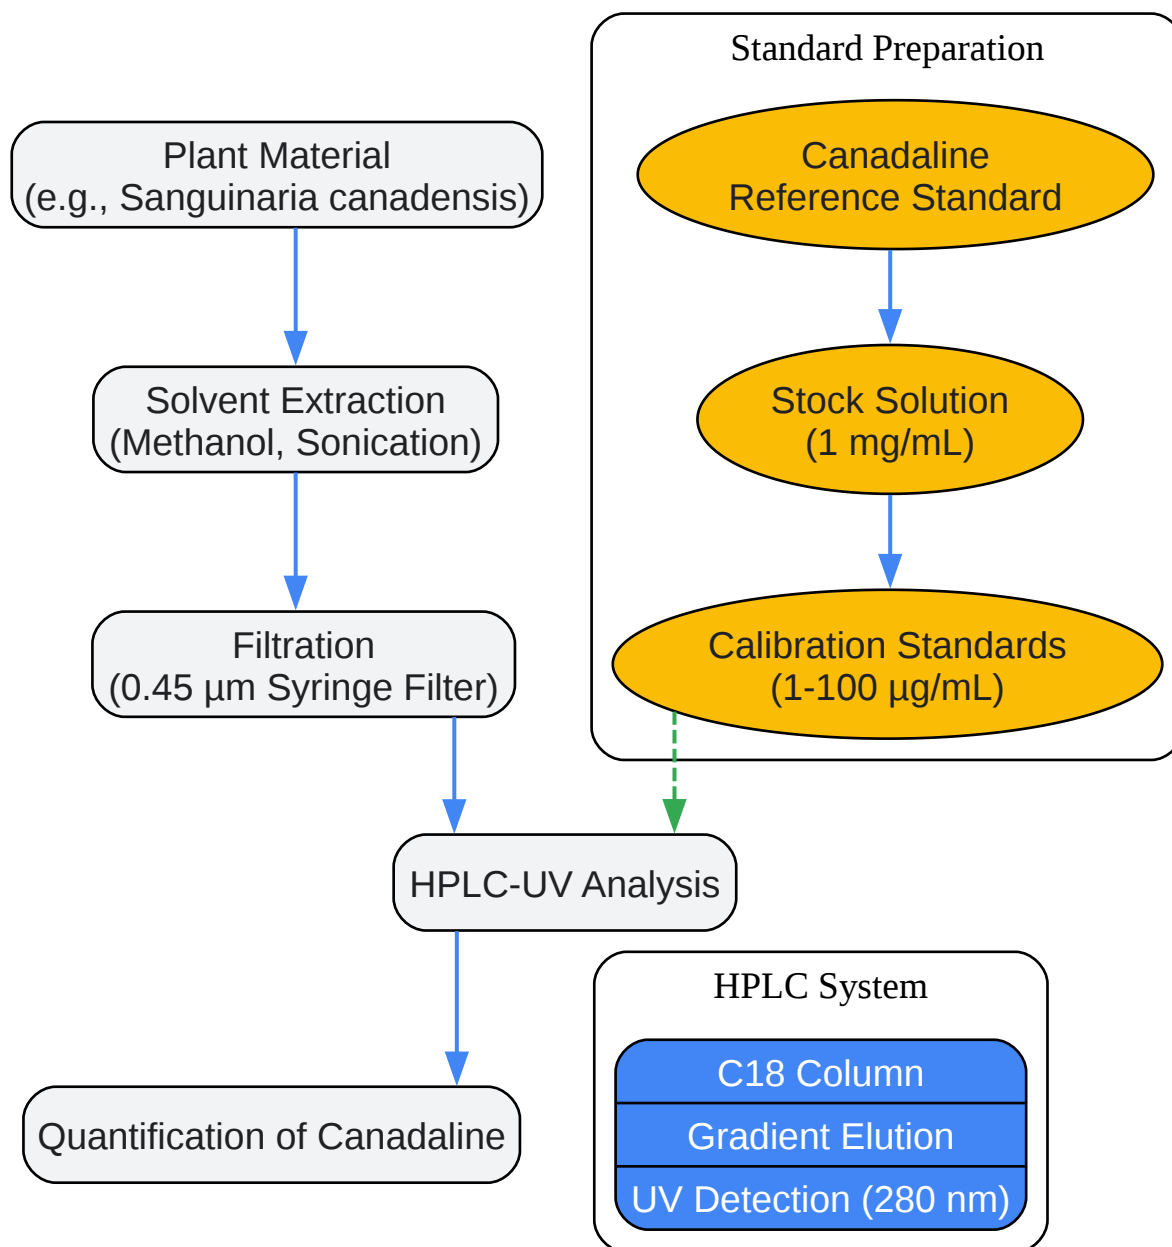 Standard Preparation
Plant Material
(e.g., Sanguinaria canadensis)
Canadaline
Reference Standard
Solvent Extraction
(Methanol, Sonication)
Stock Solution
(1 mg/mL)
Filtration
(0.45 µm Syringe Filter)
Calibration Standards
(1-100 µg/mL)
HPLC-UV Analysis
HPLC System
C18 Column
Gradient Elution
UV Detection (280 nm)
Quantification of Canadaline